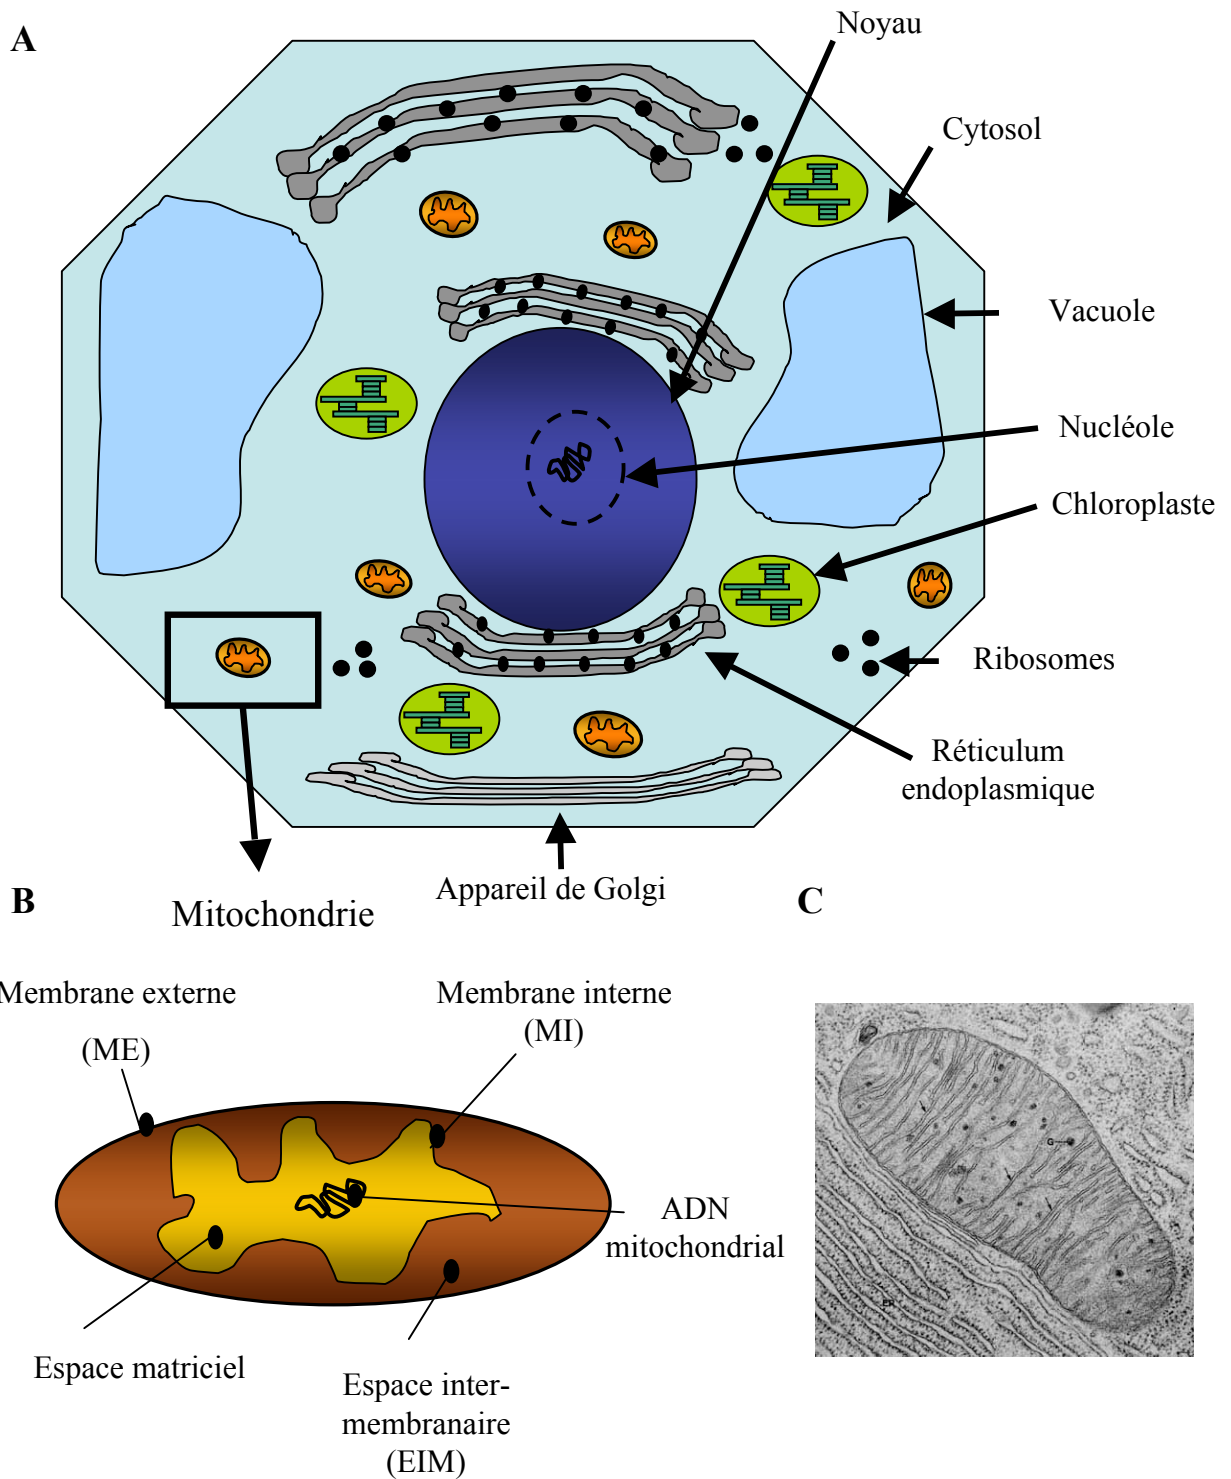 A
Noyau
Cytosol
Vacuole
Nucléole
Chloroplaste
Ribosomes
Réticulum
endoplasmique
Appareil de Golgi
Mitochondrie
B
C
Membrane externe
(ME)
Membrane interne
(MI)
ADN
mitochondrial
Espace matriciel
Espace inter-
membranaire
(EIM)
G
ER